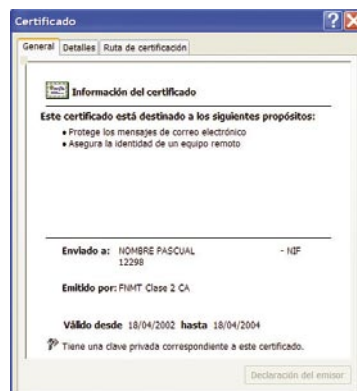 Certificado
General Detalles Ruta de certificación
Información del certificado
Este certificado está destinado a los siguientes propósitos:
• Protege los mensajes de correo electrónico
• Asegura la identidad de un equipo remoto
Enviado a: NOMBRE PASCUAL - NIF
12298
Emitido por: FNMT Clase 2 CA
Válido desde 18/04/2002 hasta 18/04/2004
Tiene una clave privada correspondiente a este certificado.
Declaración del emisor